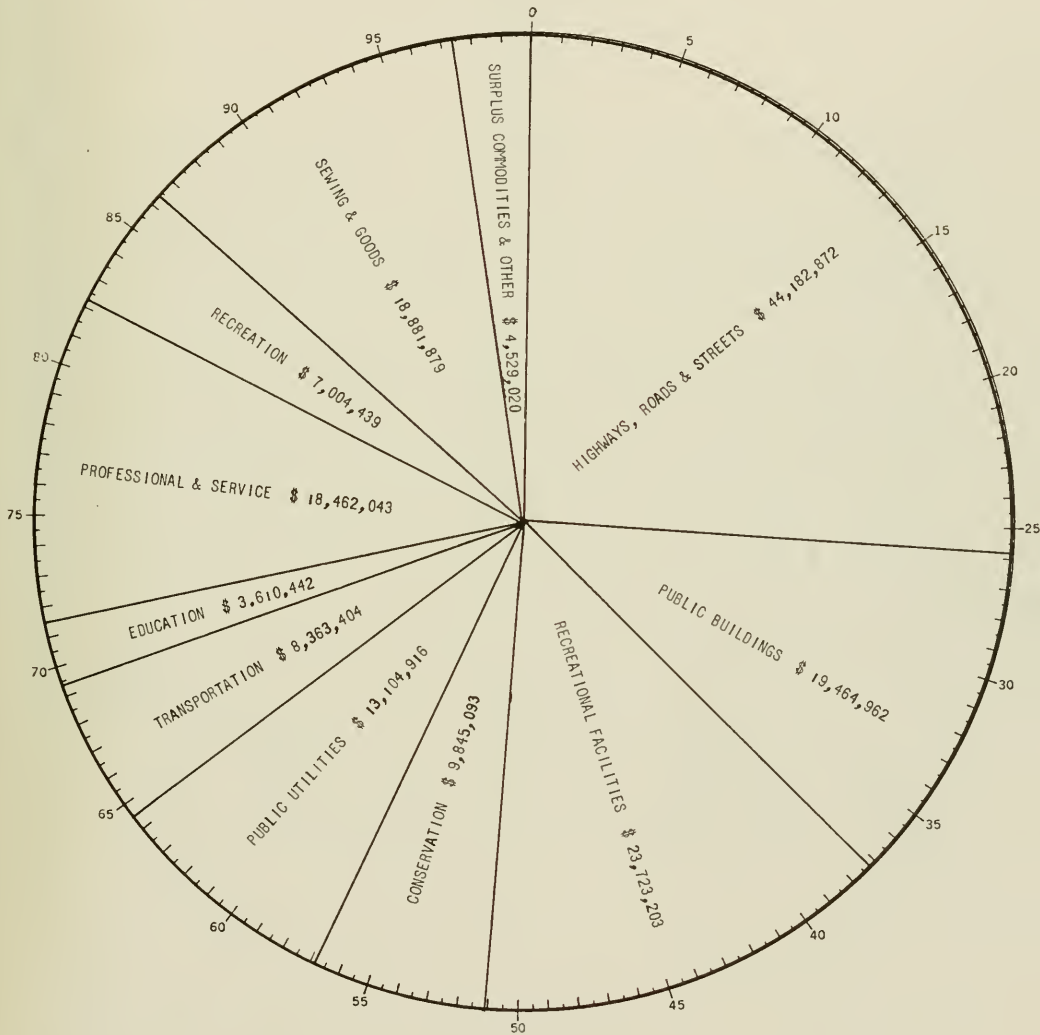 0
5
10
15
20
25
30
35
40
45
50
55
60
65
70
75
80
85
90
95
HIGHWAYS, ROADS & STREETS $ 44,182,872
PUBLIC BUILDINGS $ 19,464,962
RECREATIONAL FACILITIES $ 23,723,203
CONSERVATION $ 9,845,093
PUBLIC UTILITIES $ 13,104,916
TRANSPORTATION $ 8,363,404
EDUCATION $ 3,610,442
PROFESSIONAL & SERVICE $ 18,462,043
RECREATION $ 7,004,439
SEWING & GOODS $ 18,881,879
SURPLUS COMMODITIES & OTHER $ 4,529,020